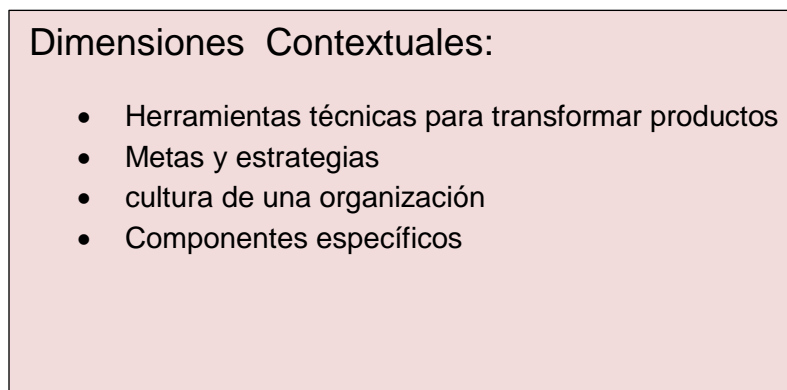 Dimensiones Contextuales:
• Herramientas técnicas para transformar productos
• Metas y estrategias
• cultura de una organización
• Componentes específicos